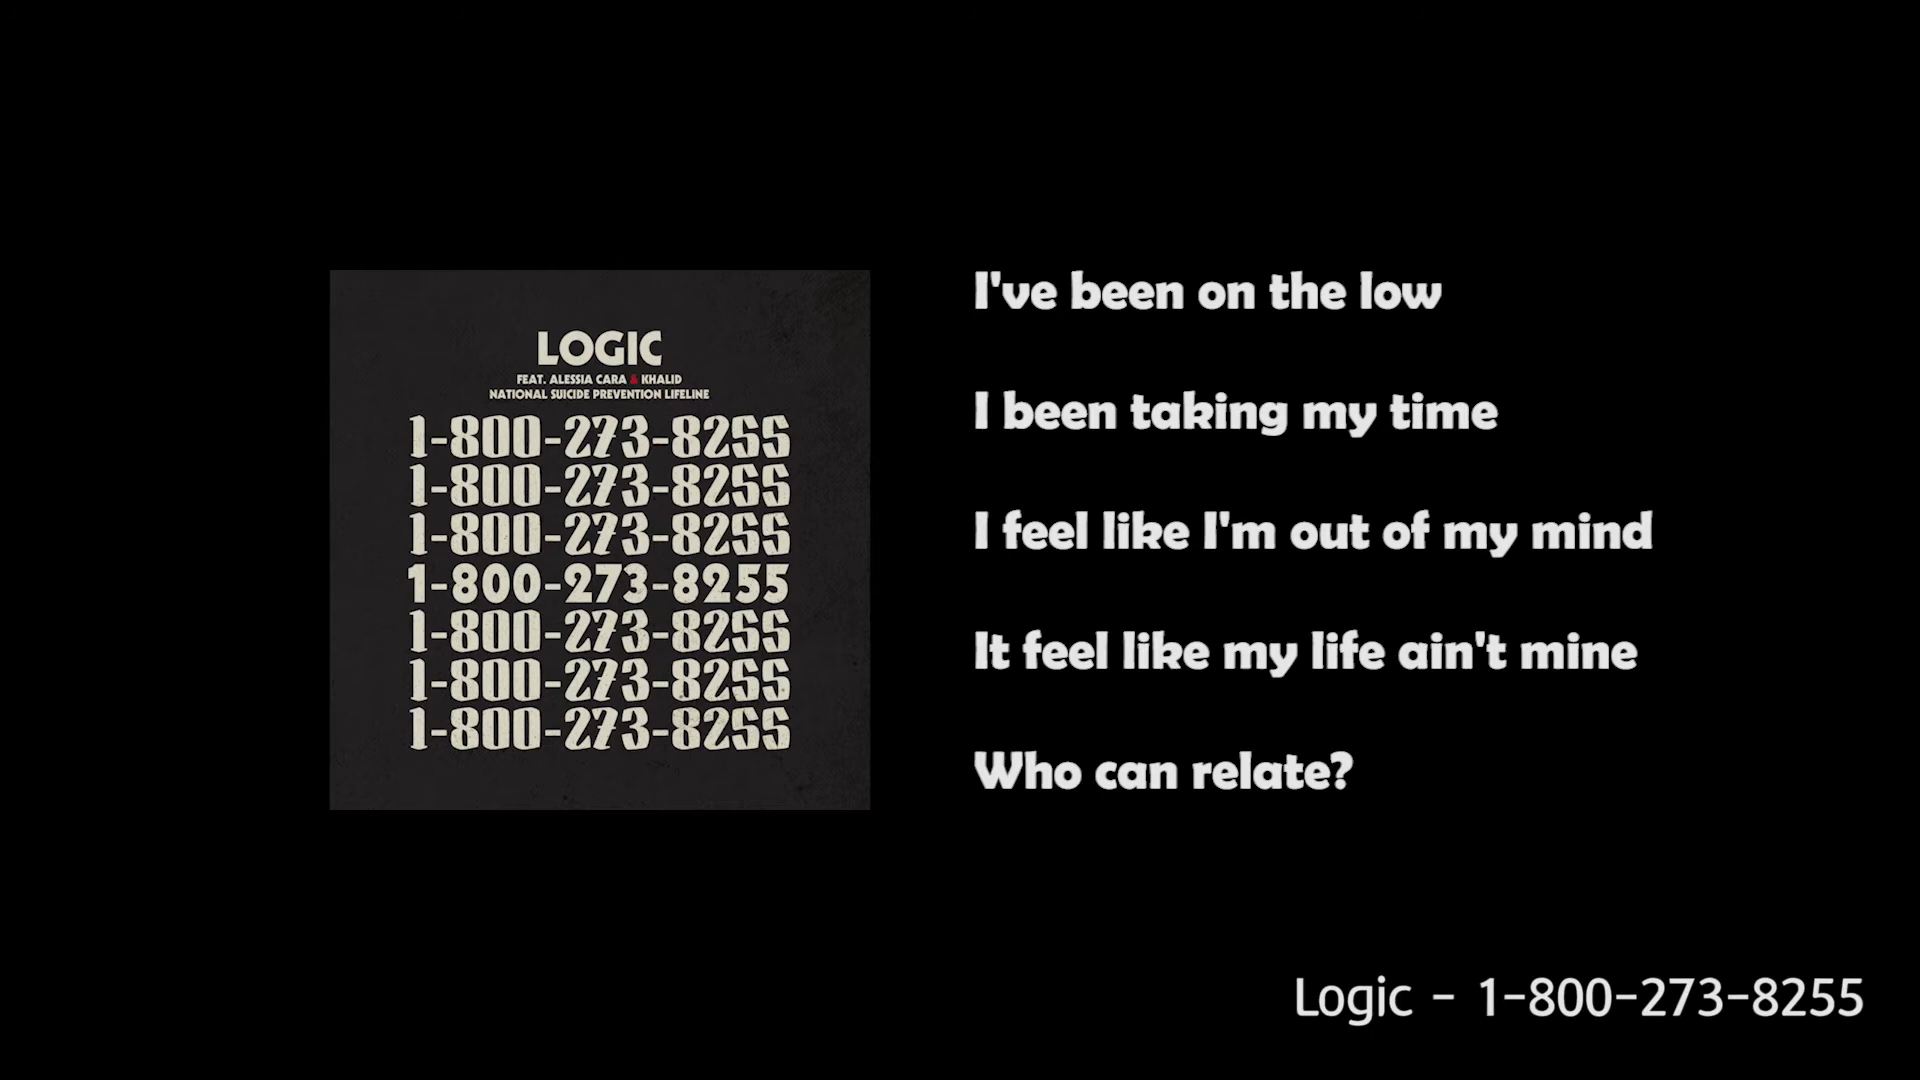 LOGIC
FEAT. ALESSIA CARA & KHALID
NATIONAL SUICIDE PREVENTION LIFELINE
1-800-273-8255
1-800-273-8255
1-800-273-8255
1-800-273-8255
1-800-273-8255
1-800-273-8255
1-800-273-8255
I've been on the low
I been taking my time
I feel like I'm out of my mind
It feel like my life ain't mine
Who can relate?
Logic - 1-800-273-8255